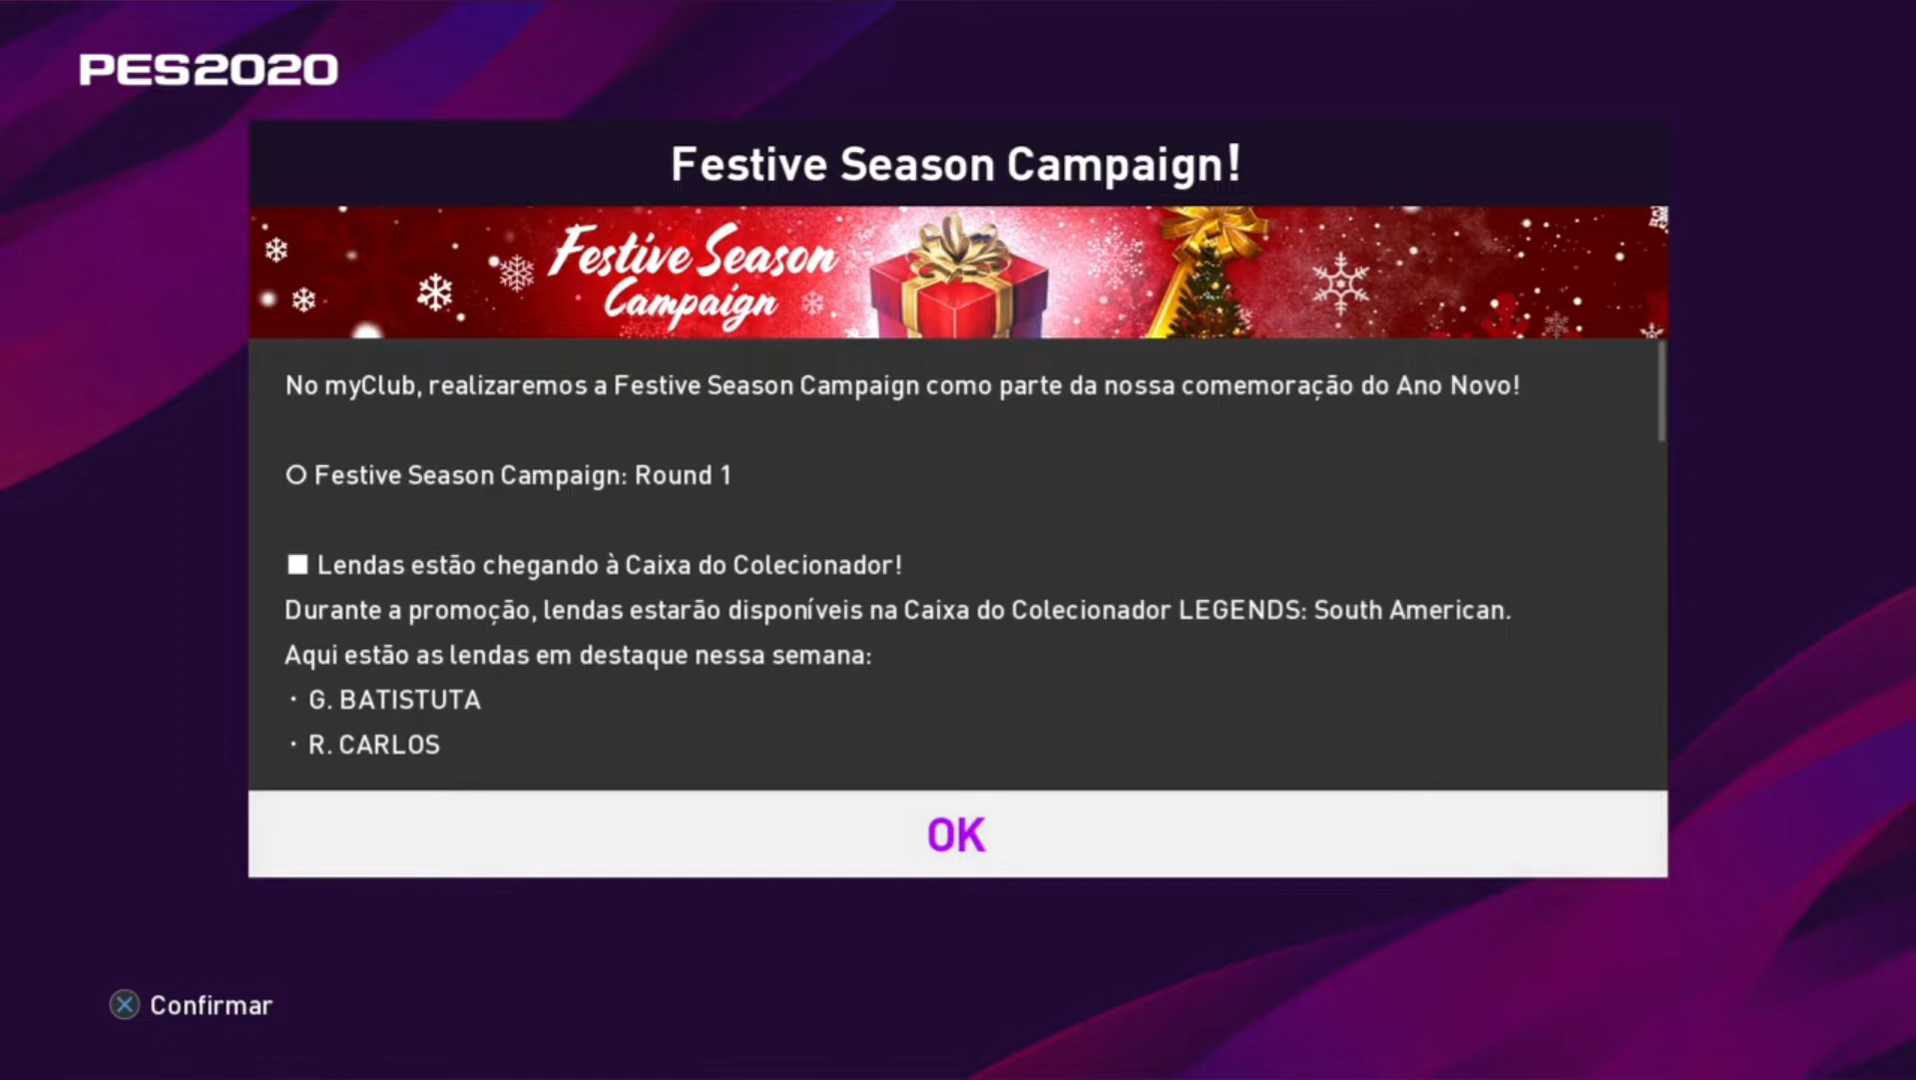 PES2020
Festive Season Campaign!
Festive Season
Campaign
No myClub, realizaremos a Festive Season Campaign como parte da nossa comemoração do Ano Novo!
○ Festive Season Campaign: Round 1
■ Lendas estão chegando à Caixa do Colecionador!
Durante a promoção, lendas estarão disponíveis na Caixa do Colecionador LEGENDS: South American.
Aqui estão as lendas em destaque nessa semana:
・G. BATISTUTA
・R. CARLOS
OK
Confirmar